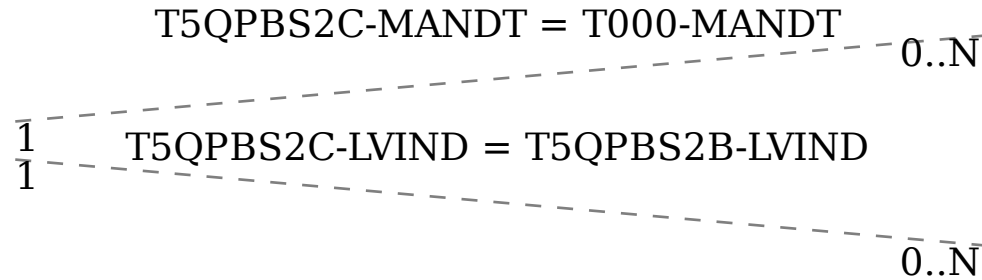 T5QPBS2C-MANDT = T000-MANDT
0..N
1
T5QPBS2C-LVIND = T5QPBS2B-LVIND
1
0..N